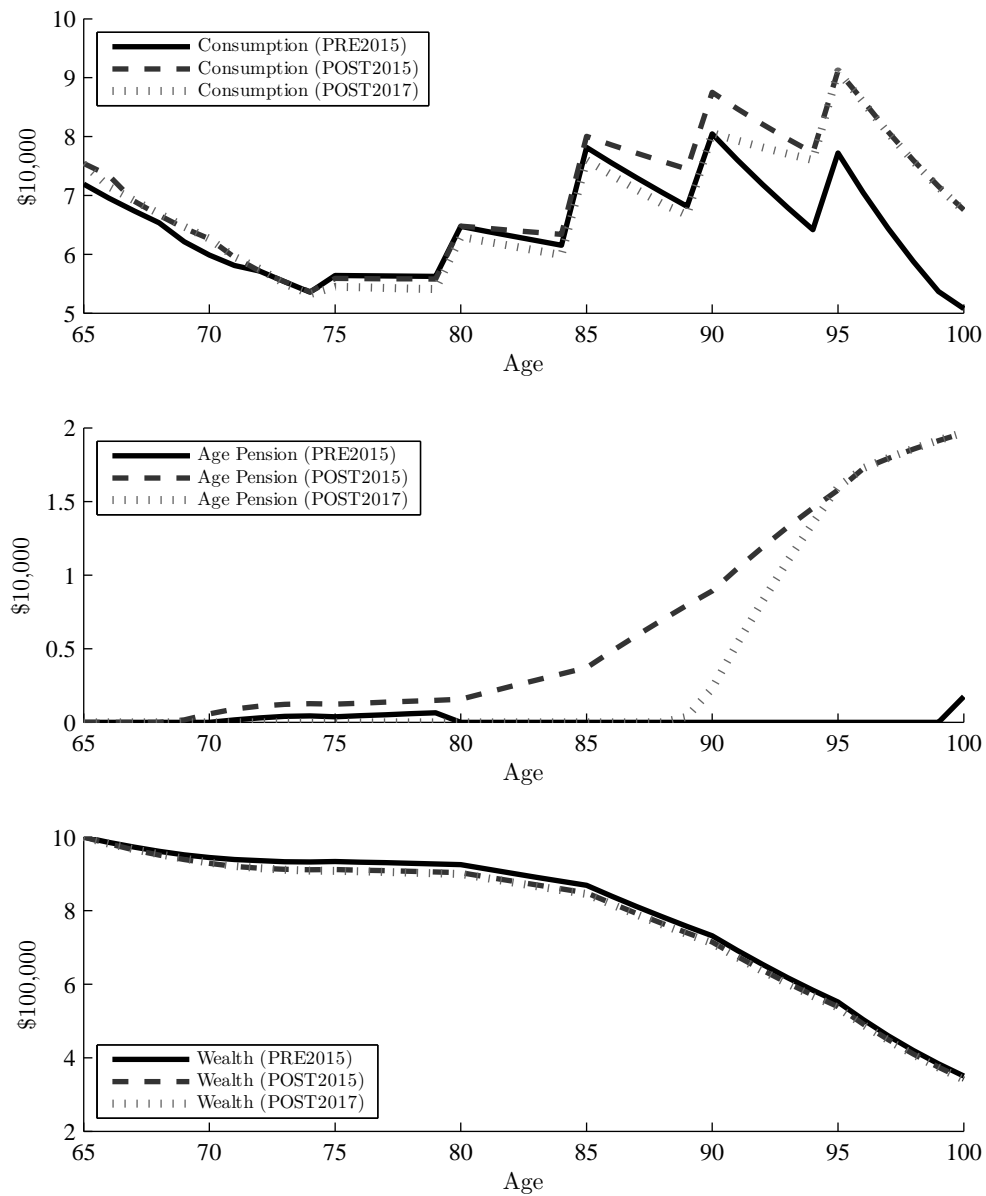 10
9
8
7
6
5
$10,000
Consumption (PRE2015)
Consumption (POST2015)
Consumption (POST2017)
65 70 75 80 85 90 95 100
Age
2
1.5
1
0.5
0
$10,000
Age Pension (PRE2015)
Age Pension (POST2015)
Age Pension (POST2017)
65 70 75 80 85 90 95 100
Age
10
8
6
4
2
$100,000
Wealth (PRE2015)
Wealth (POST2015)
Wealth (POST2017)
65 70 75 80 85 90 95 100
Age